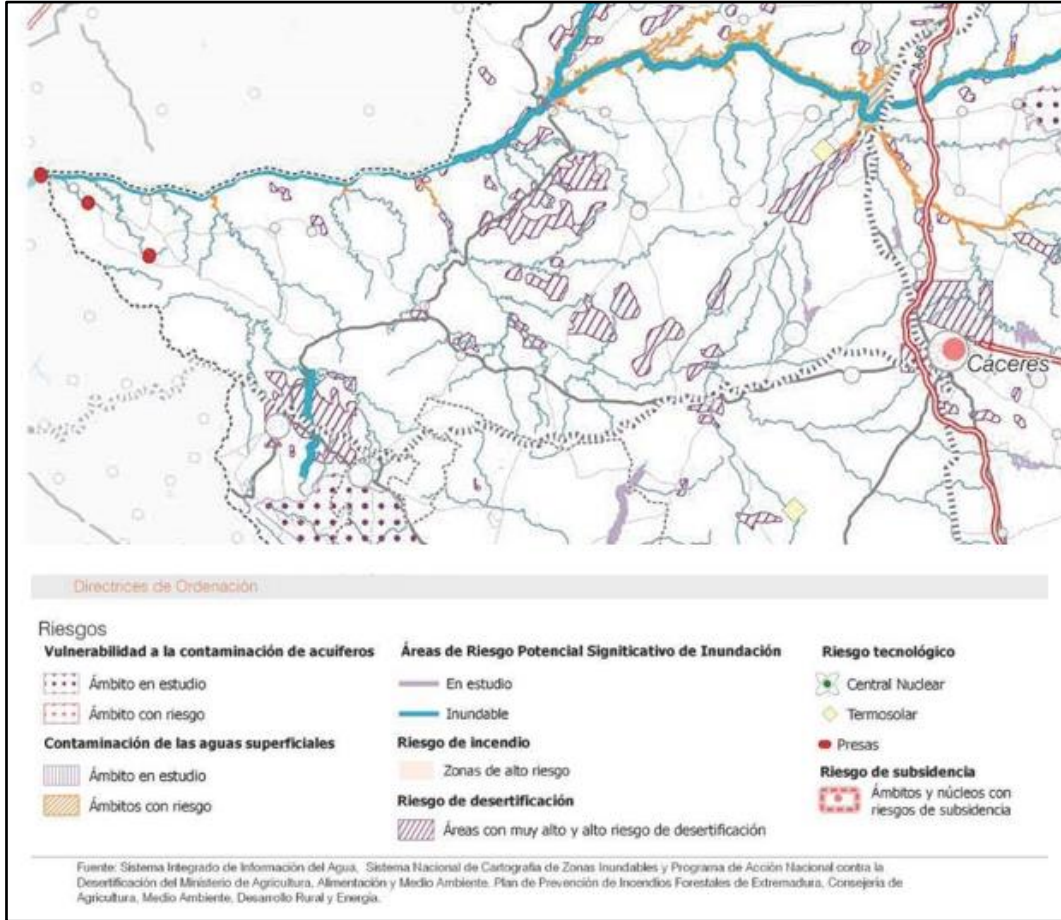 A-66
Cáceres
Directrices de Ordenación
Riesgos
Vulnerabilidad a la contaminación de acuíferos
Ámbito en estudio
Ámbito con riesgo
Contaminación de las aguas superficiales
Ámbito en estudio
Ámbitos con riesgo
Áreas de Riesgo Potencial Signiticativo de Inundación
En estudio
Inundable
Riesgo de incendio
Zonas de alto riesgo
Riesgo de desertificación
Áreas con muy alto y alto riesgo de desertificación
Riesgo tecnológico
Central Nuclear
Termosolar
Presas
Riesgo de subsidencia
Ámbitos y núcleos con
riesgos de subsidencia
Fuente: Sistema Integrado de Información del Agua, Sistema Nacional de Cartografía de Zonas Inundables y Programa de Acción Nacional contra la
Desertificación del Ministerio de Agricultura, Alimentación y Medio Ambiente. Plan de Prevención de Incendios Forestales de Extremadura, Consejería de
Agricultura, Medio Ambiente, Desarrollo Rural y Energía.